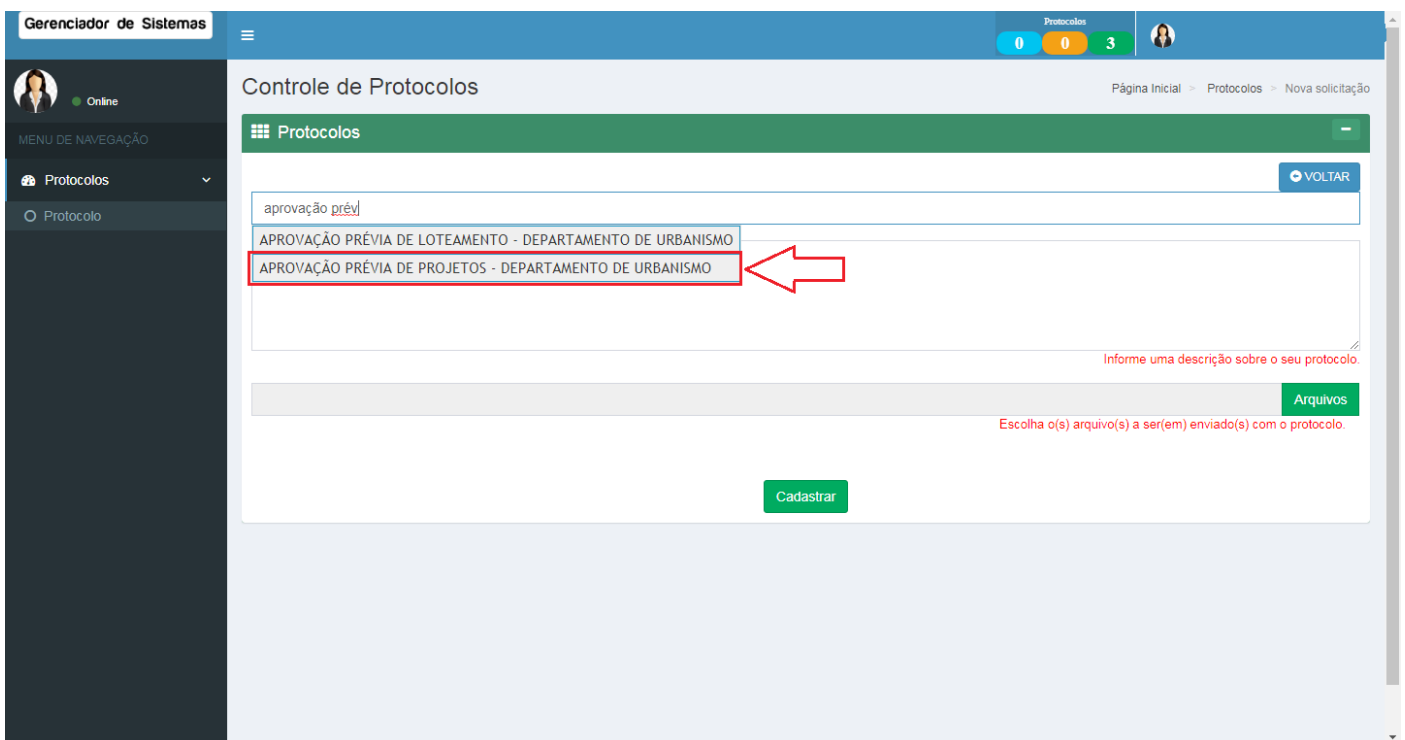 Gerenciador de Sistemas
Protocolos
0 0 3
Online
Controle de Protocolos
Página Inicial > Protocolos > Nova solicitação
MENU DE NAVEGAÇÃO
Protocolos
Protocolos
VOLTAR
Protocolo
aprovação prév
APROVAÇÃO PRÉVIA DE LOTEAMENTO - DEPARTAMENTO DE URBANISMO
APROVAÇÃO PRÉVIA DE PROJETOS - DEPARTAMENTO DE URBANISMO
Informe uma descrição sobre o seu protocolo.
Arquivos
Escolha o(s) arquivo(s) a ser(em) enviado(s) com o protocolo.
Cadastrar